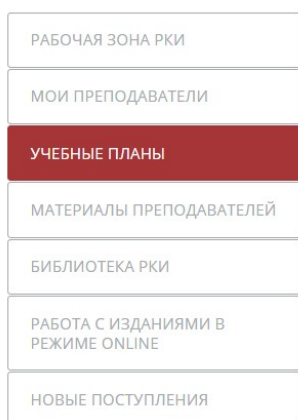 РАБОЧАЯ ЗОНА РКИ
МОИ ПРЕПОДАВАТЕЛИ
УЧЕБНЫЕ ПЛАНЫ
МАТЕРИАЛЫ ПРЕПОДАВАТЕЛЕЙ
БИБЛИОТЕКА РКИ
РАБОТА С ИЗДАНИЯМИ В
РЕЖИМЕ ONLINE
НОВЫЕ ПОСТУПЛЕНИЯ